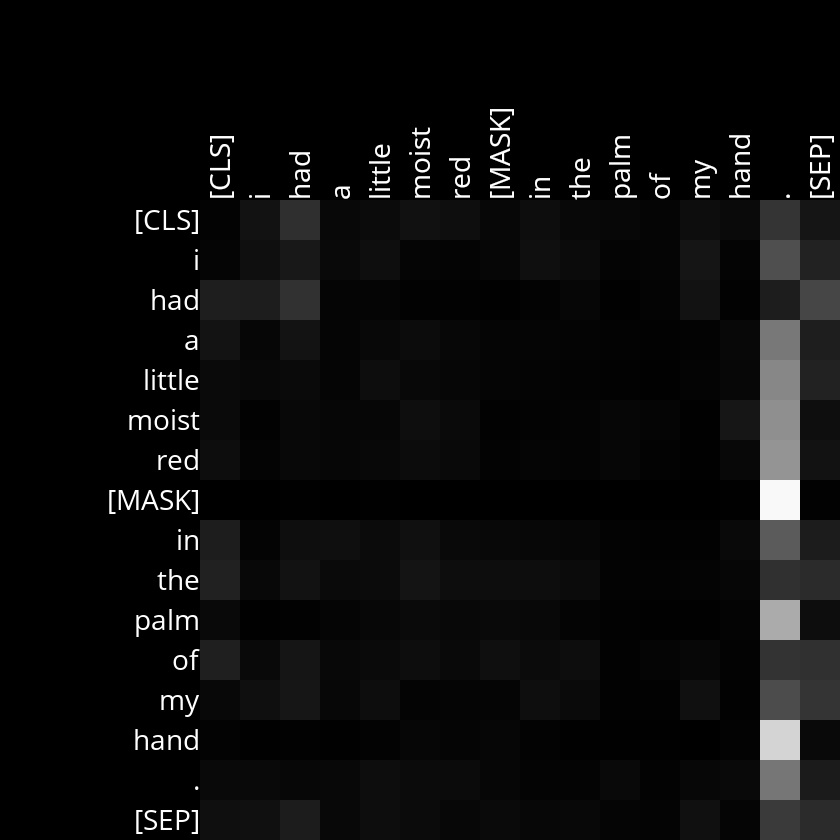 [CLS] i had a little moist red [MASK] in the palm of my hand . [SEP]
[CLS]
i
had
a
little
moist
red
[MASK]
in
the
palm
of
my
hand
.
[SEP]